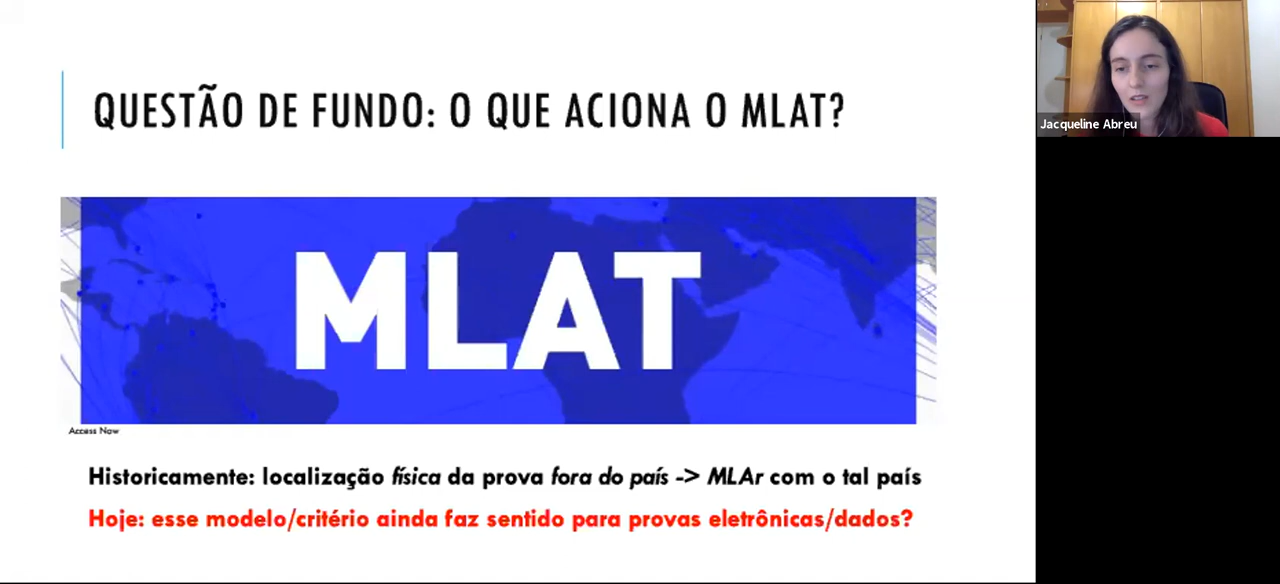 QUESTÃO DE FUNDO: O QUE ACIONA O MLAT?
Jacqueline Abreu
MLAT
Access Now
Historicamente: localização física da prova fora do país -> MLAr com o tal país
Hoje: esse modelo/critério ainda faz sentido para provas eletrônicas/dados?